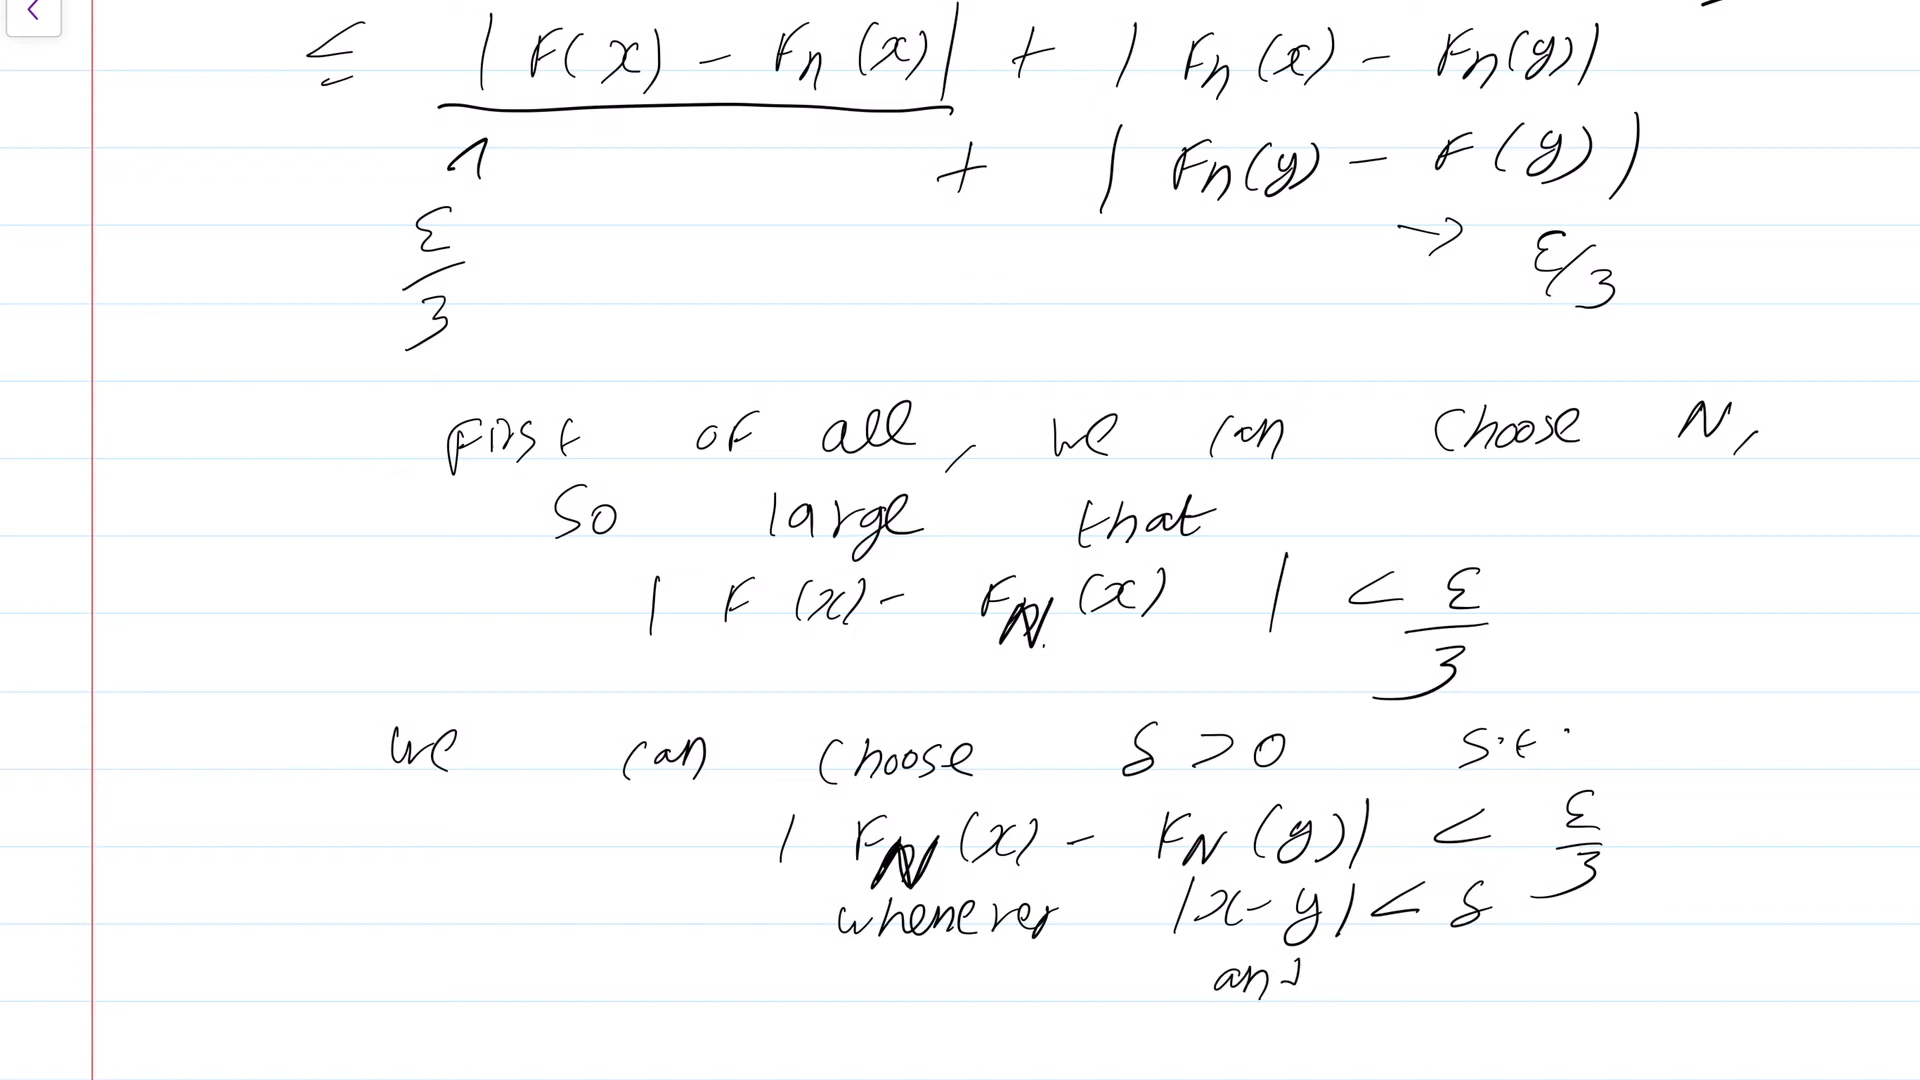 ≤ | F(x) - Fn (x)| + | Fn (x) - Fn(y)|
+ | Fn(y) - F(y)|
ε/3 → ε/3
First of all, we can choose N,
so large that
| F (x) - FN (x) | < ε/3
we can choose δ > 0 s.t.
| FN (x) - FN (y)| < ε/3
whenever |x - y| < δ
and